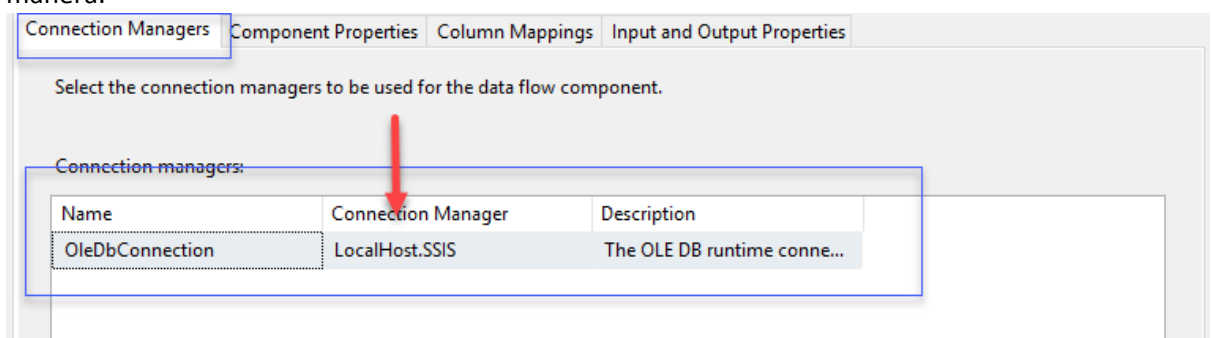 manera:
Connection Managers Component Properties Column Mappings Input and Output Properties
Select the connection managers to be used for the data flow component.
Connection managers:
Name Connection Manager Description
OleDbConnection LocalHost.SSIS The OLE DB runtime conne...